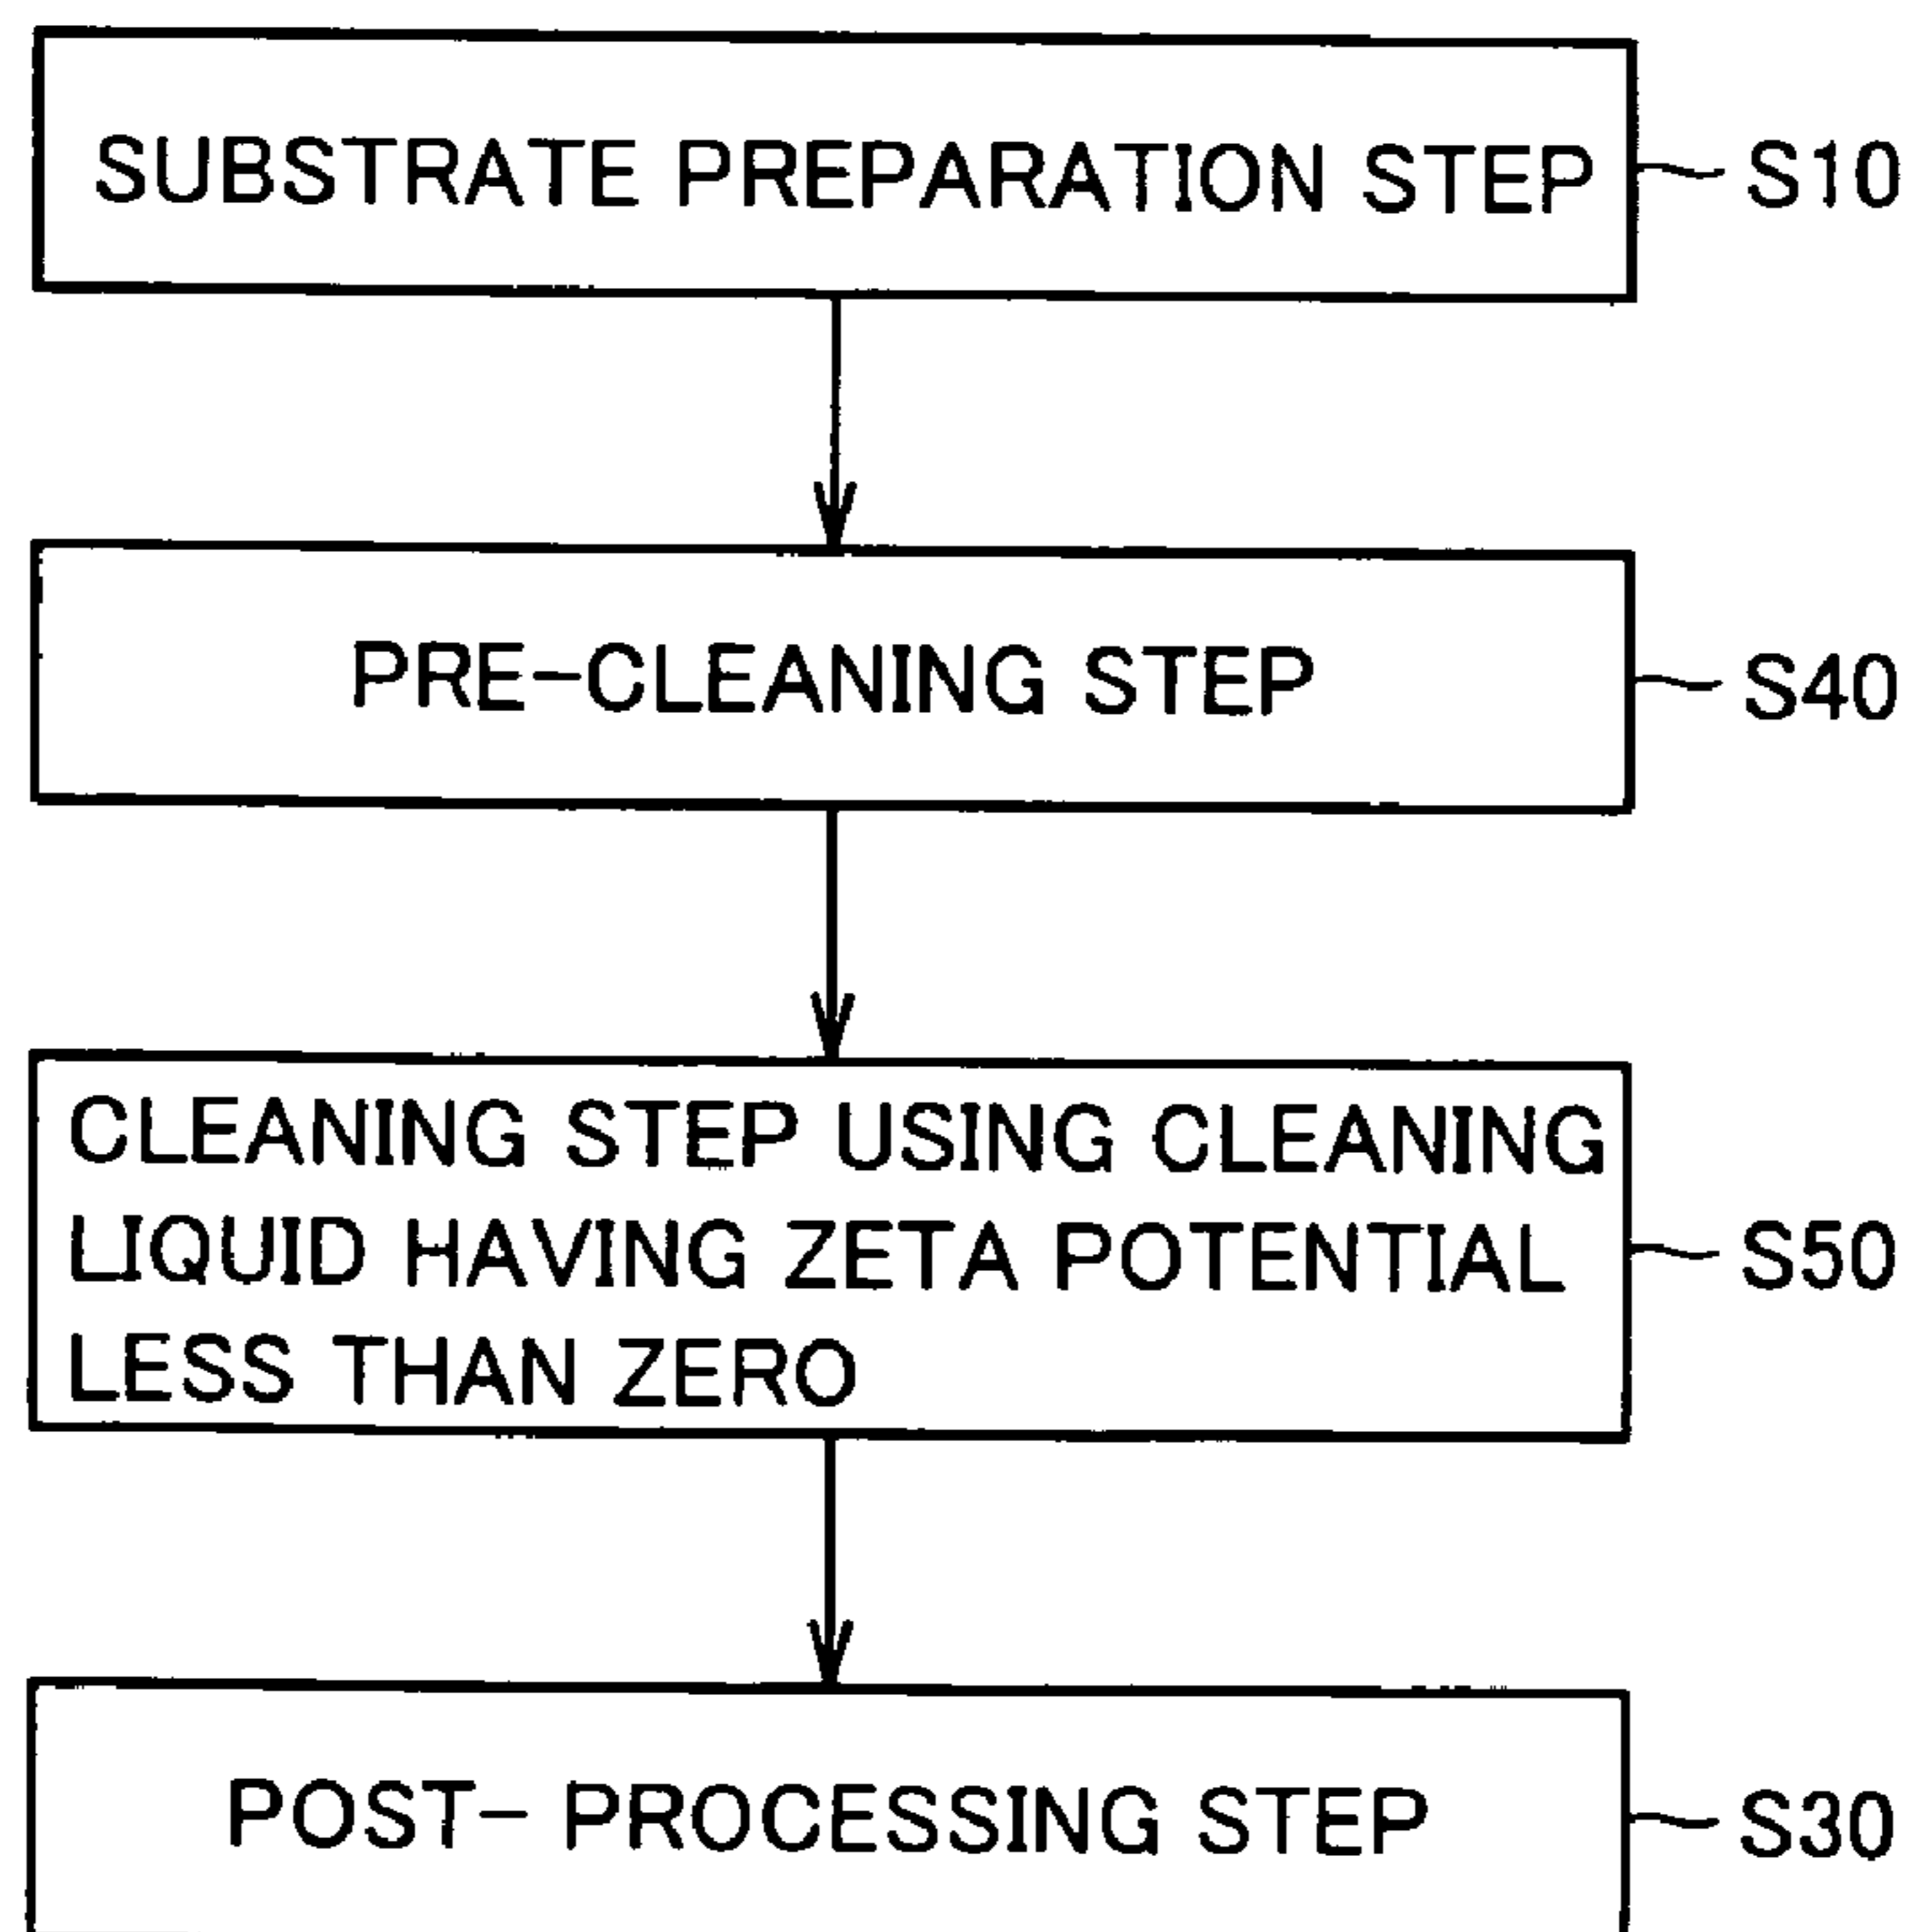 SUBSTRATE PREPARATION STEP S10
PRE-CLEANING STEP S40
CLEANING STEP USING CLEANING
LIQUID HAVING ZETA POTENTIAL S50
LESS THAN ZERO
POST- PROCESSING STEP S30